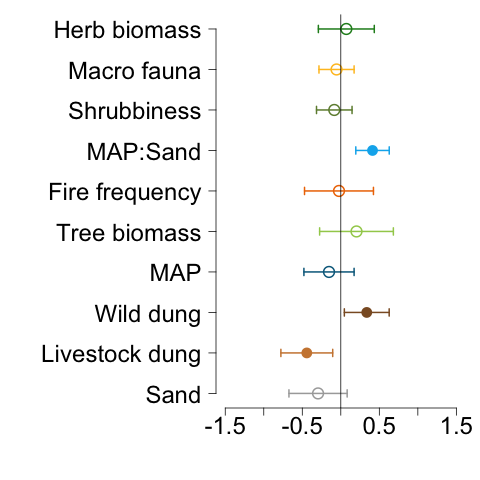 Herb biomass
Macro fauna
Shrubbiness
MAP:Sand
Fire frequency
Tree biomass
MAP
Wild dung
Livestock dung
Sand
-1.5 -0.5 0.5 1.5